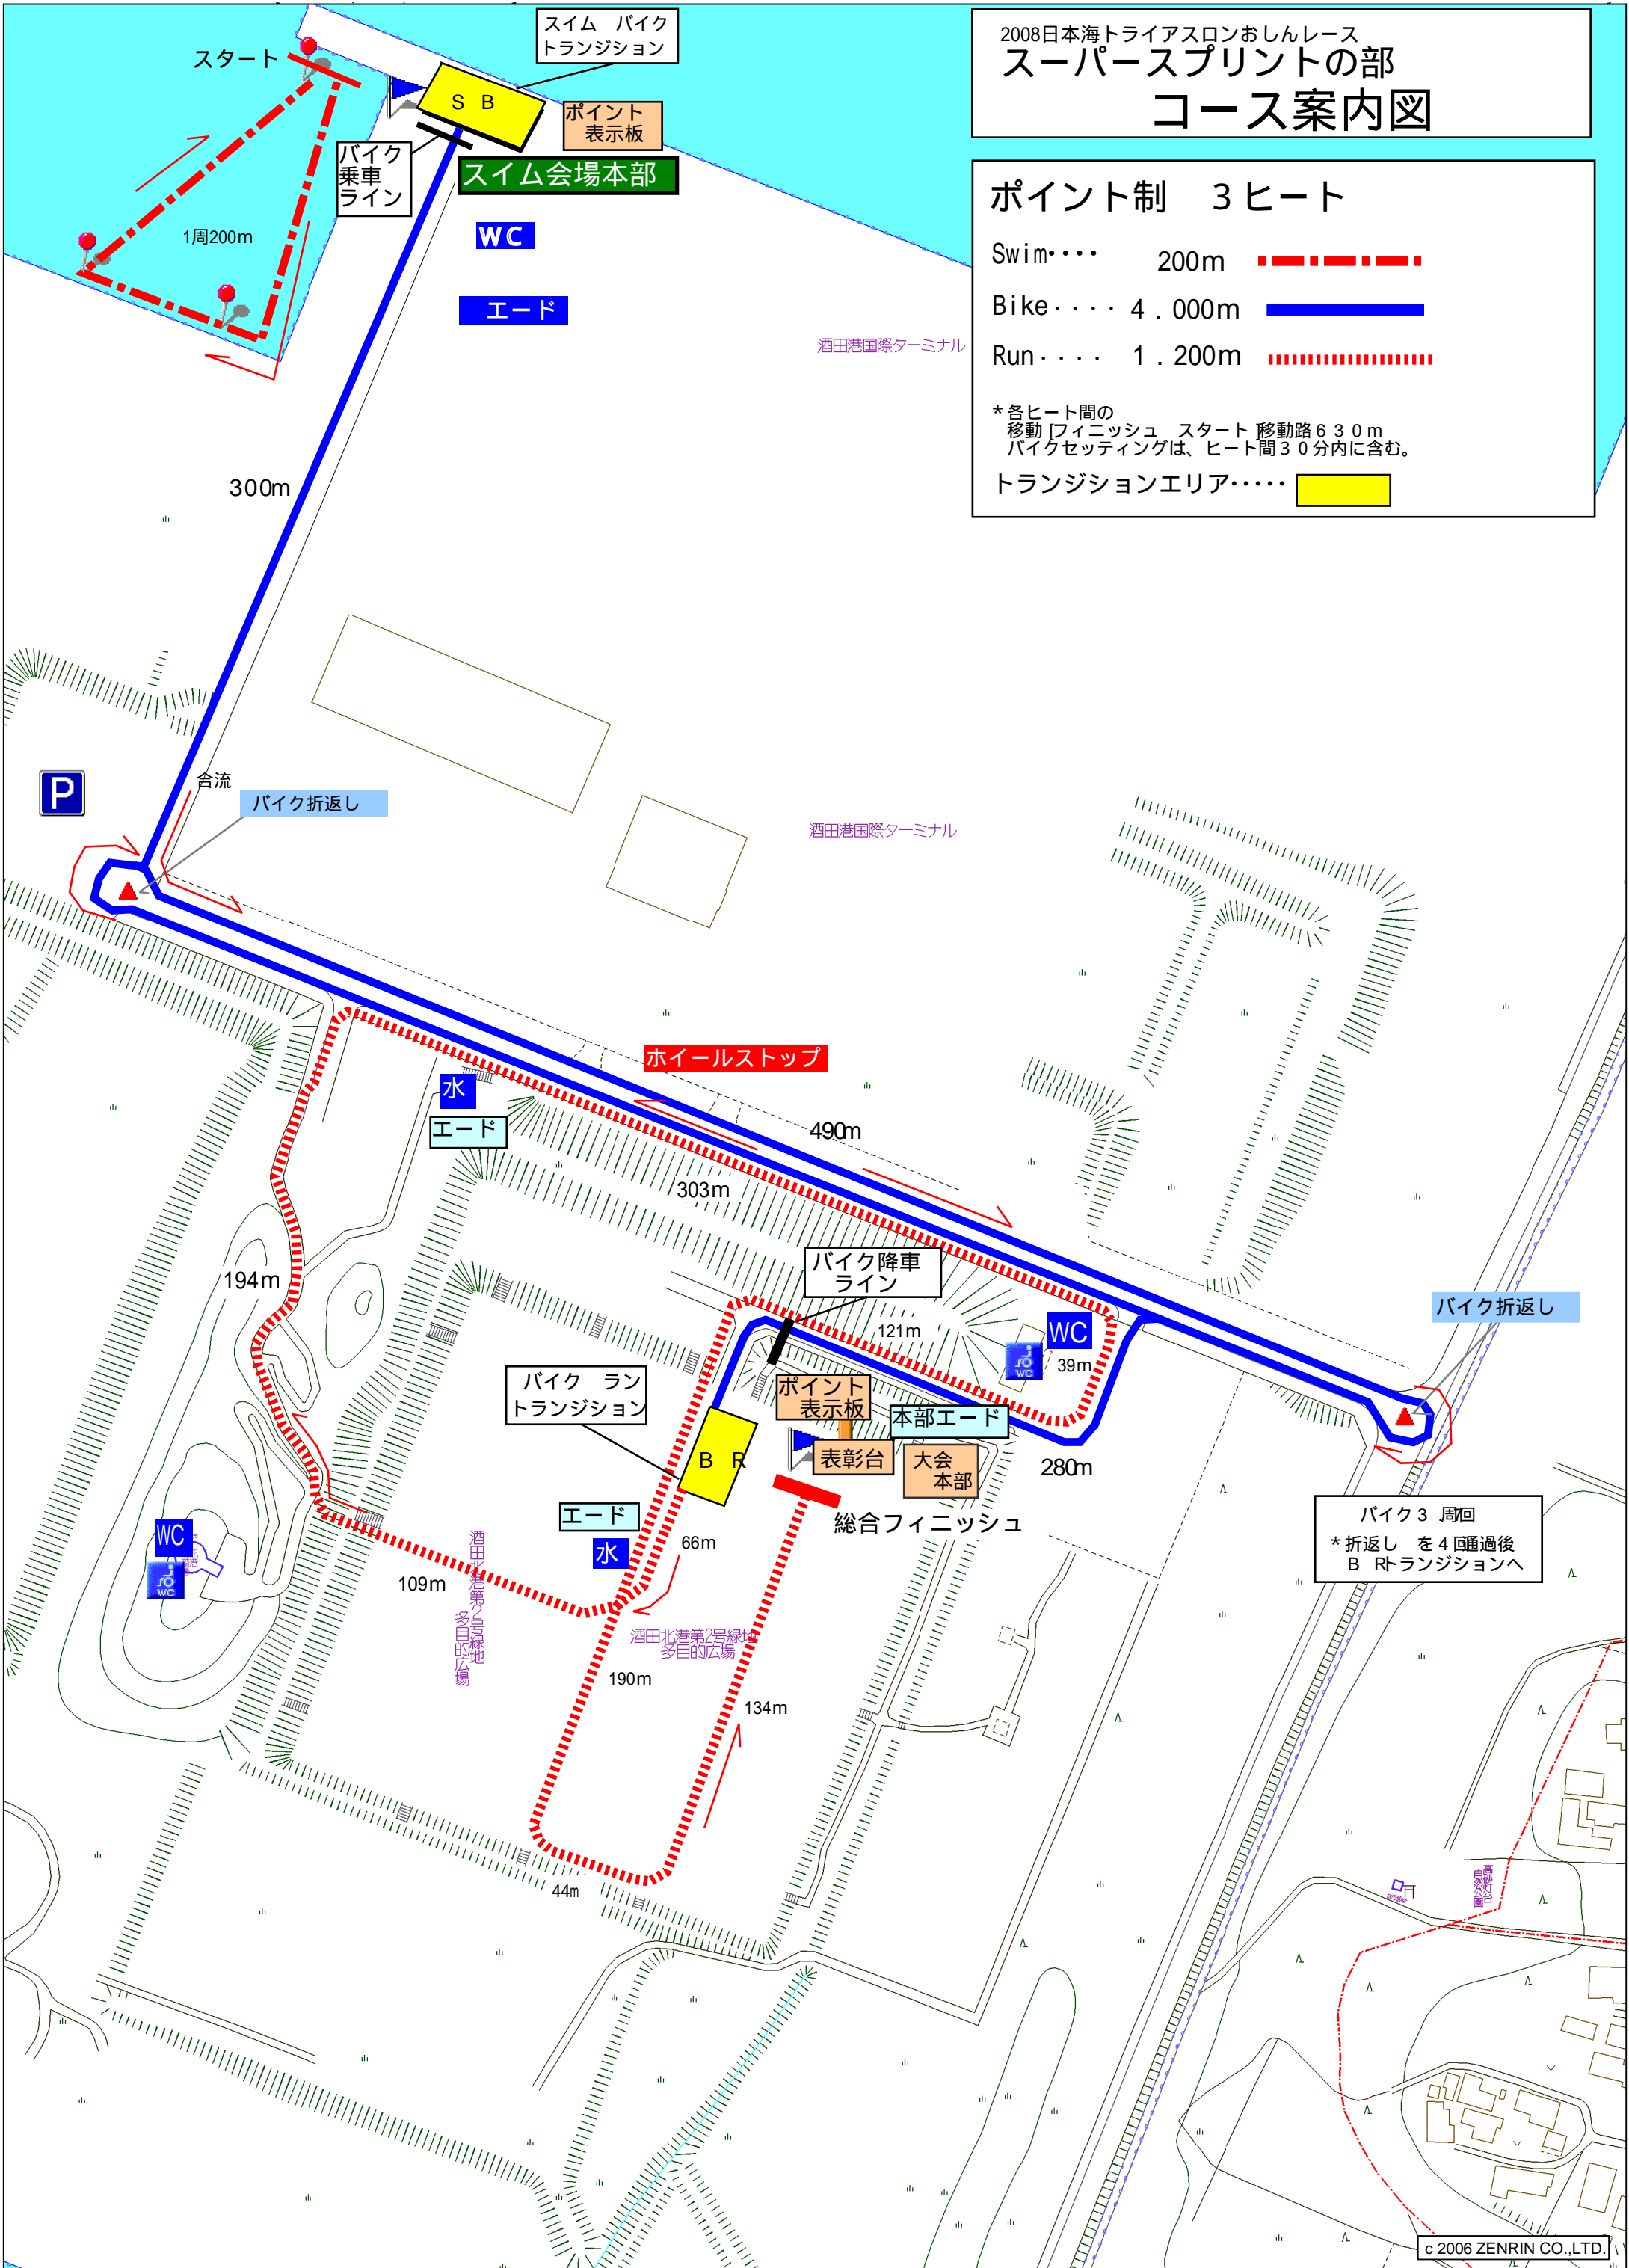 2008日本海トライアスロンおしんレース
スーパースプリントの部
コース案内図
ポイント制　３ヒート
Swim････　200m
Bike････ 4．000m
Run････ 1．200m
*各ヒート間の
移動［フィニッシュ　スタート］移動路６３０m
バイクセッティングは、ヒート間３０分内に含む。
トランジションエリア･････
スタート
スイム　バイク
トランジション
S B
ポイント
表示板
バイク
乗車
ライン
スイム会場本部
1周200m
WC
エード
酒田港国際ターミナル
300m
P
合流
バイク折返し
酒田港国際ターミナル
ホイールストップ
水
エード
490m
303m
194m
バイク降車
ライン
121m
WC
WC
39m
バイク折返し
バイク　ラン
トランジション
ポイント
表示板
本部エード
B R
表彰台
大会
本部
280m
総合フィニッシュ
エード
水
66m
WC
WC
109m
酒田北港第2号緑地
多目的広場
酒田北港第2号緑地
多目的広場
190m
134m
44m
バイク３ 周回
*折返し　を４回通過後
B Rトランジションへ
自然公園
c 2006 ZENRIN CO.,LTD.